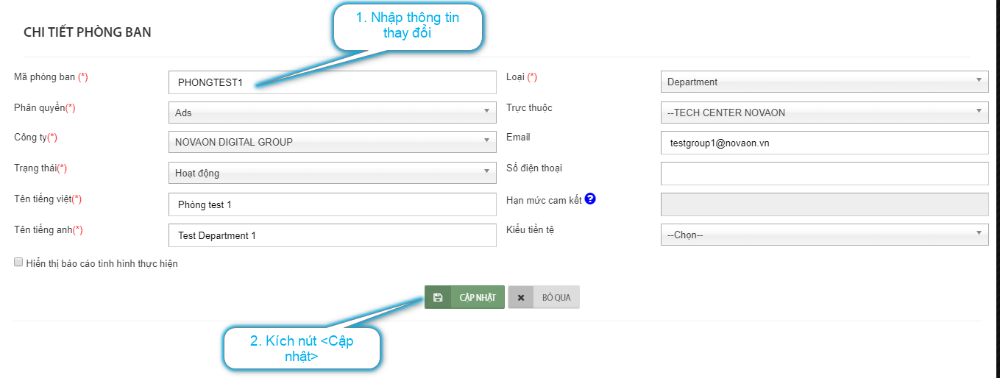 1. Nhập thông tin
thay đổi
CHI TIẾT PHÒNG BAN
Mã phòng ban (*)
PHONGTEST1
Loại (*)
Department
Phân quyền(*)
Ads
Trực thuộc
--TECH CENTER NOVAON
Công ty(*)
NOVAON DIGITAL GROUP
Email
testgroup1@novaon.vn
Trạng thái(*)
Hoạt động
Số điện thoại
Tên tiếng việt(*)
Phòng test 1
Hạn mức cam kết ?
Tên tiếng anh(*)
Test Department 1
Kiểu tiền tệ
--Chọn--
Hiển thị báo cáo tình hình thực hiện
CẬP NHẬT
BỎ QUA
2. Kích nút <Cập
nhật>